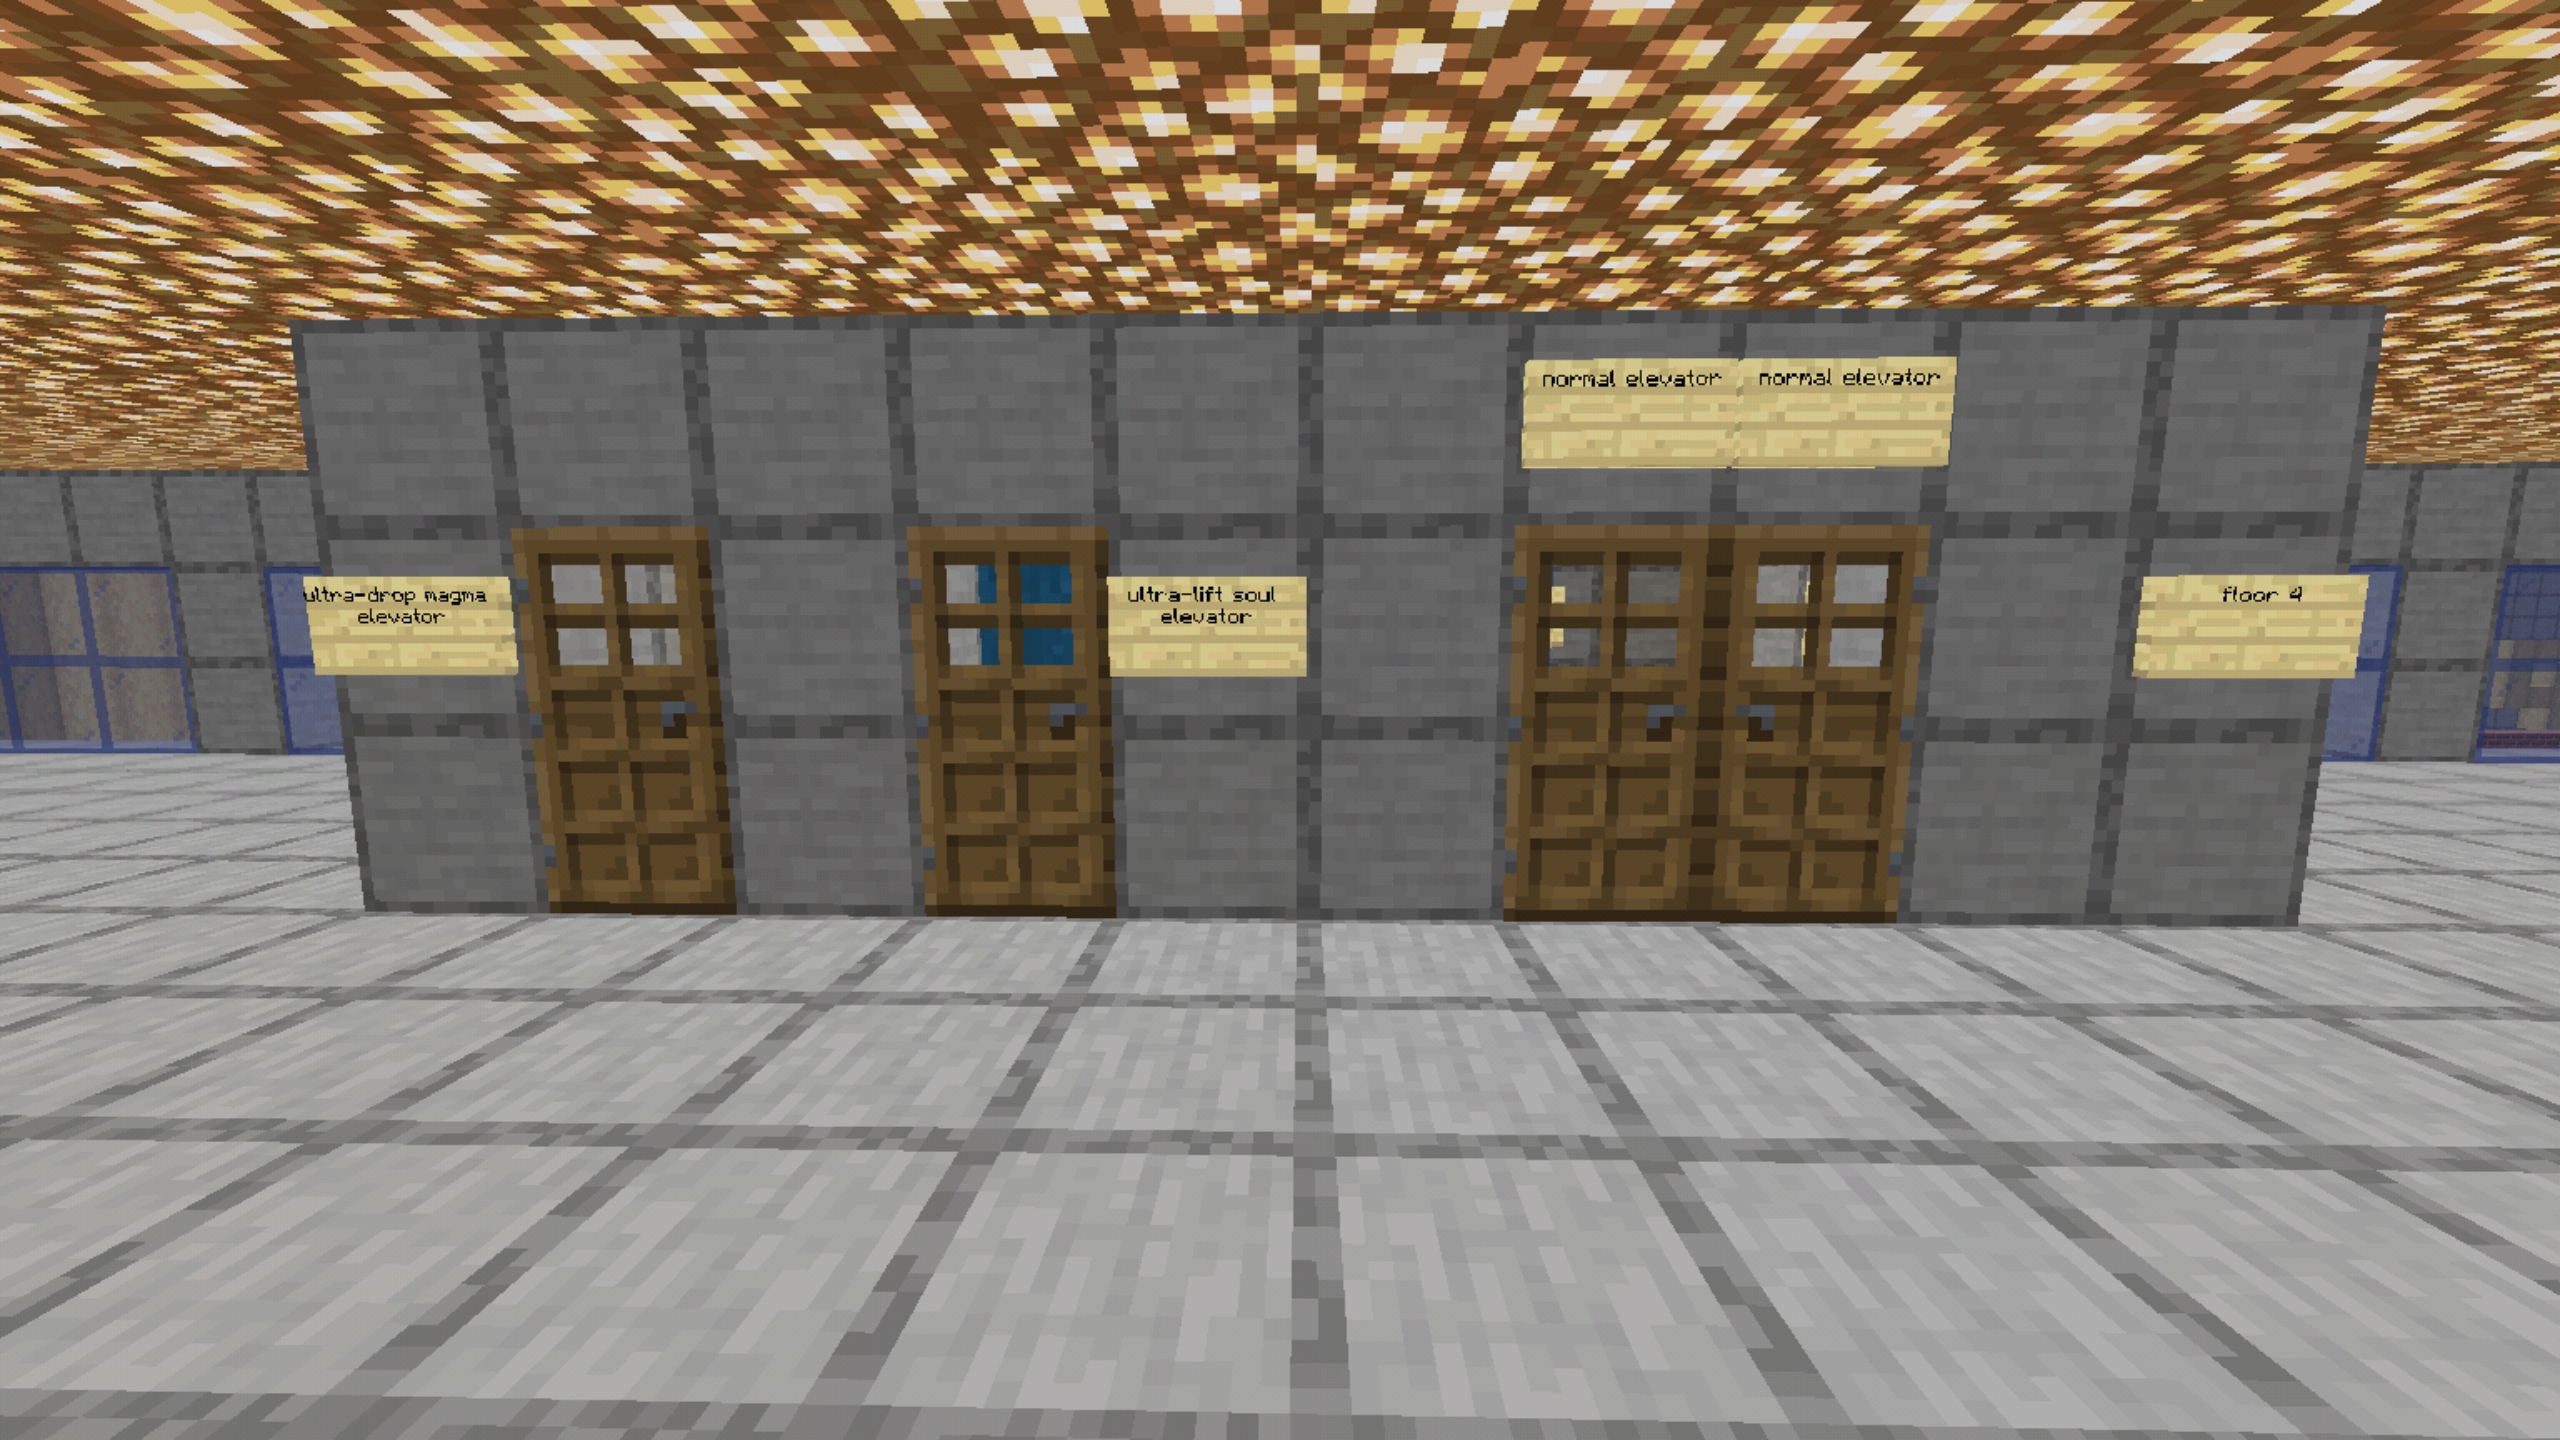 normal elevator
normal elevator
ultra-drop magma
elevator
ultra-lift soul
elevator
floor 4